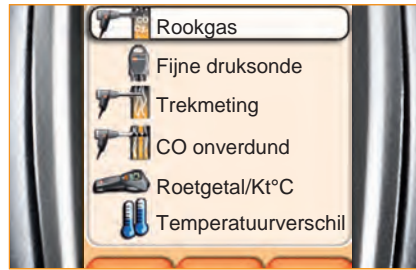 Rookgas
Fijne druksonde
Trekmeting
CO onverdund
Roetgetal/Kt°C
Temperatuurverschil